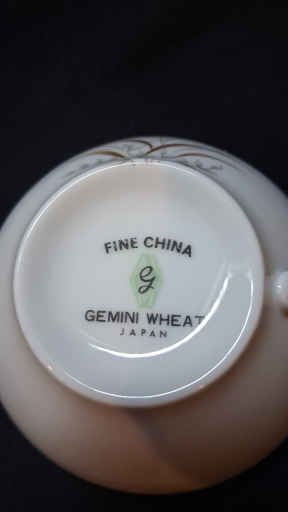 FINE CHINA
G
GEMINI WHEAT
JAPAN